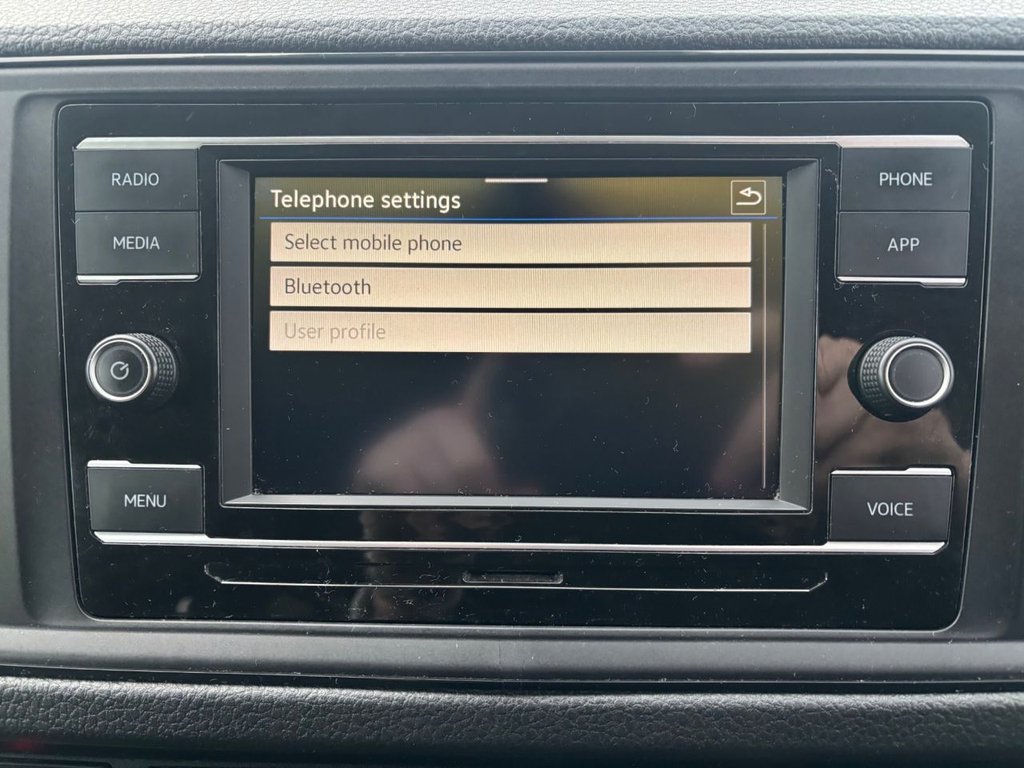 RADIO
MEDIA
Telephone settings
Select mobile phone
Bluetooth
User profile
PHONE
APP
MENU
VOICE